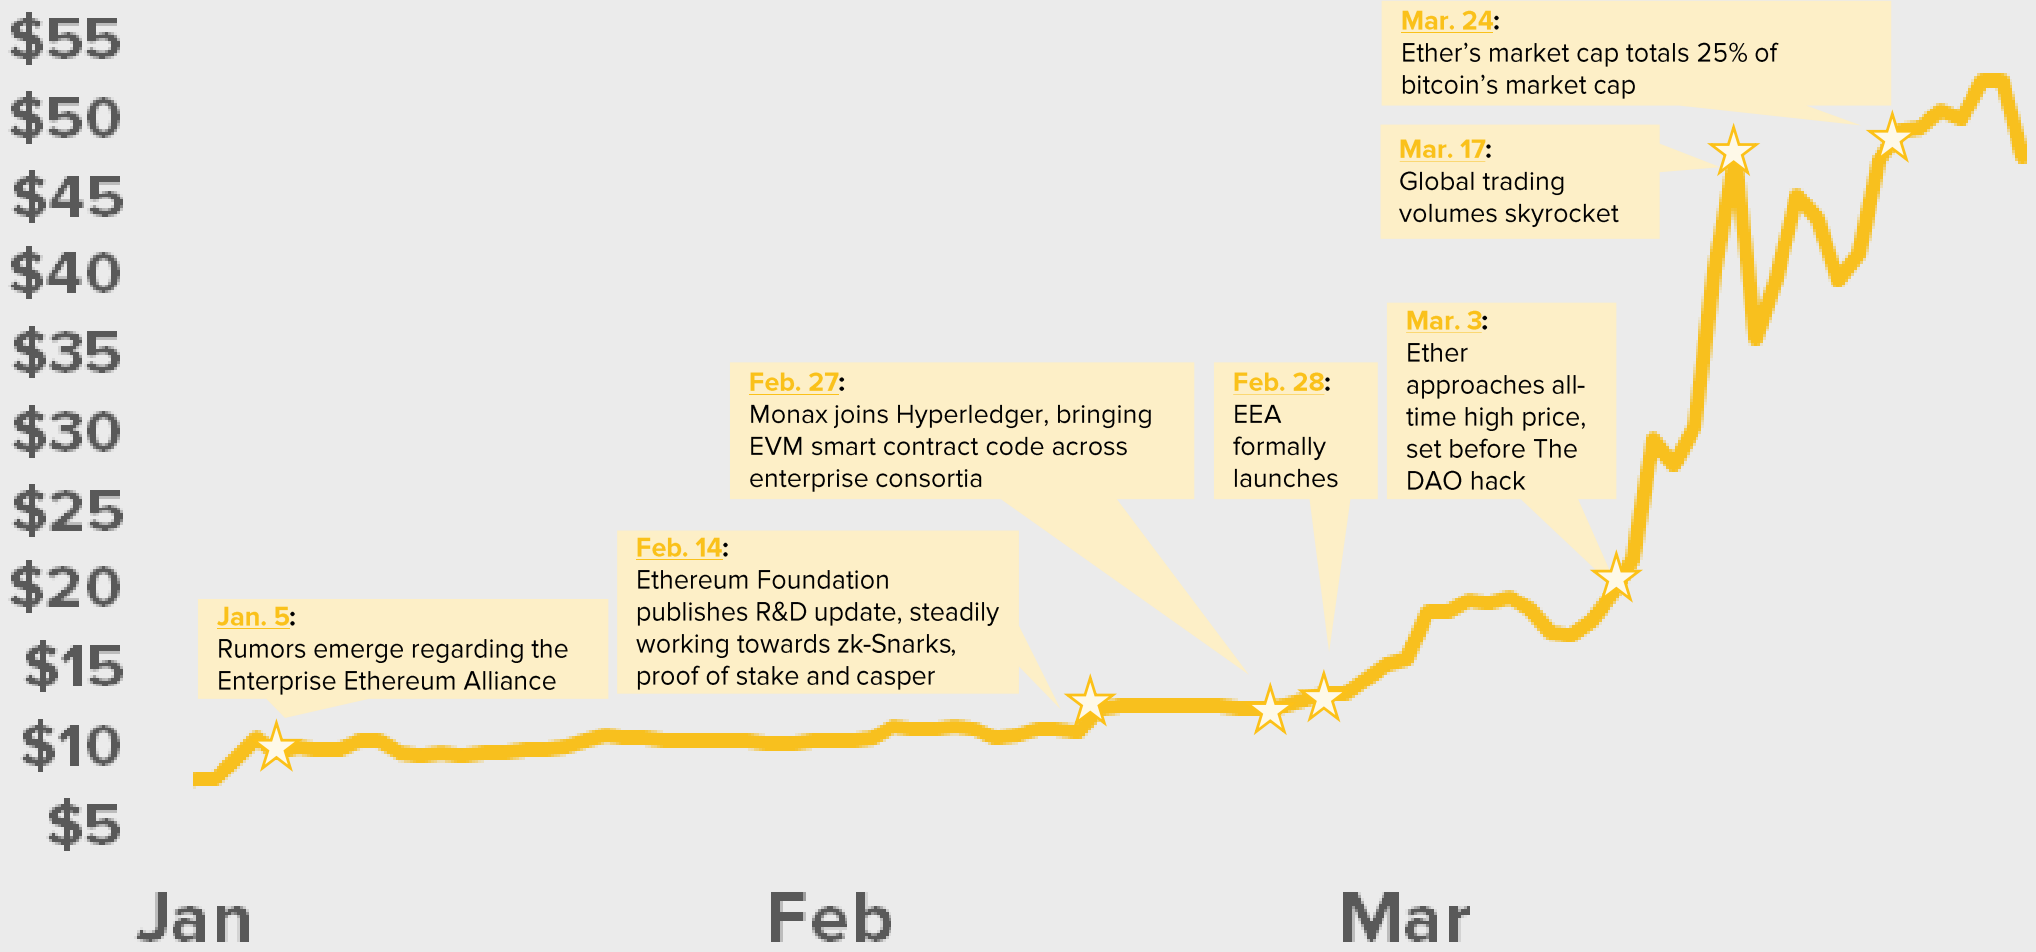 $55
$50
$45
$40
$35
$30
$25
$20
$15
$10
$5
Jan. 5:
Rumors emerge regarding the
Enterprise Ethereum Alliance
Feb. 14:
Ethereum Foundation
publishes R&D update, steadily
working towards zk-Snarks,
proof of stake and casper
Feb. 27:
Monax joins Hyperledger, bringing
EVM smart contract code across
enterprise consortia
Feb. 28:
EEA
formally
launches
Mar. 3:
Ether
approaches all-
time high price,
set before The
DAO hack
Mar. 17:
Global trading
volumes skyrocket
Mar. 24:
Ether’s market cap totals 25% of
bitcoin’s market cap
Jan
Feb
Mar